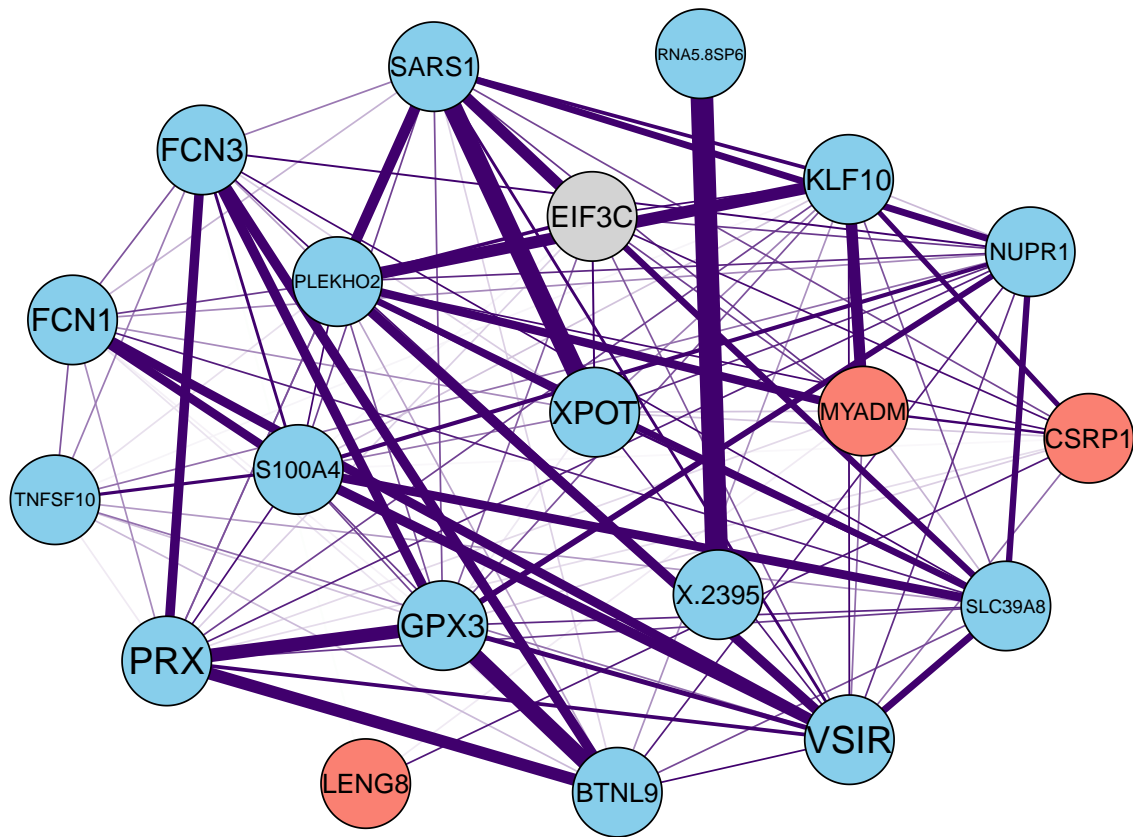 RNA5.8SP6
SARS1
FCN3
KLF10
EIF3C
NUPR1
PLEKHO2
FCN1
MYADM
XPOT
CSRP1
S100A4
TNFSF10
X.2395
SLC39A8
GPX3
PRX
VSIR
LENG8
BTNL9